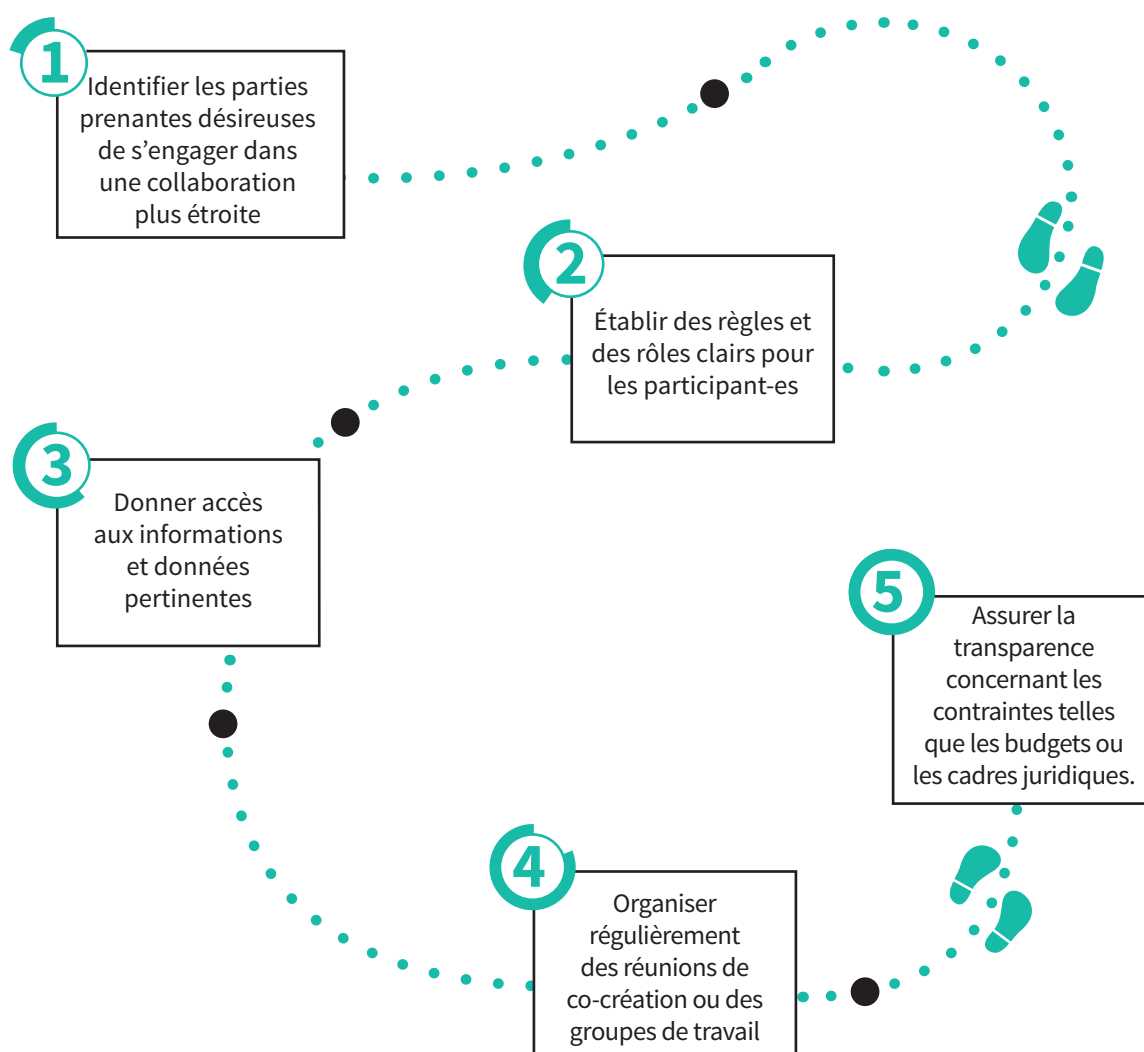 1
Identifier les parties
prenantes désireuses
de s’engager dans
une collaboration
plus étroite
2
Établir des règles et
des rôles clairs pour
les participant-es
3
Donner accès
aux informations
et données
pertinentes
4
Organiser
régulièrement
des réunions de
co-création ou des
groupes de travail
5
Assurer la
transparence
concernant les
contraintes telles
que les budgets ou
les cadres juridiques.